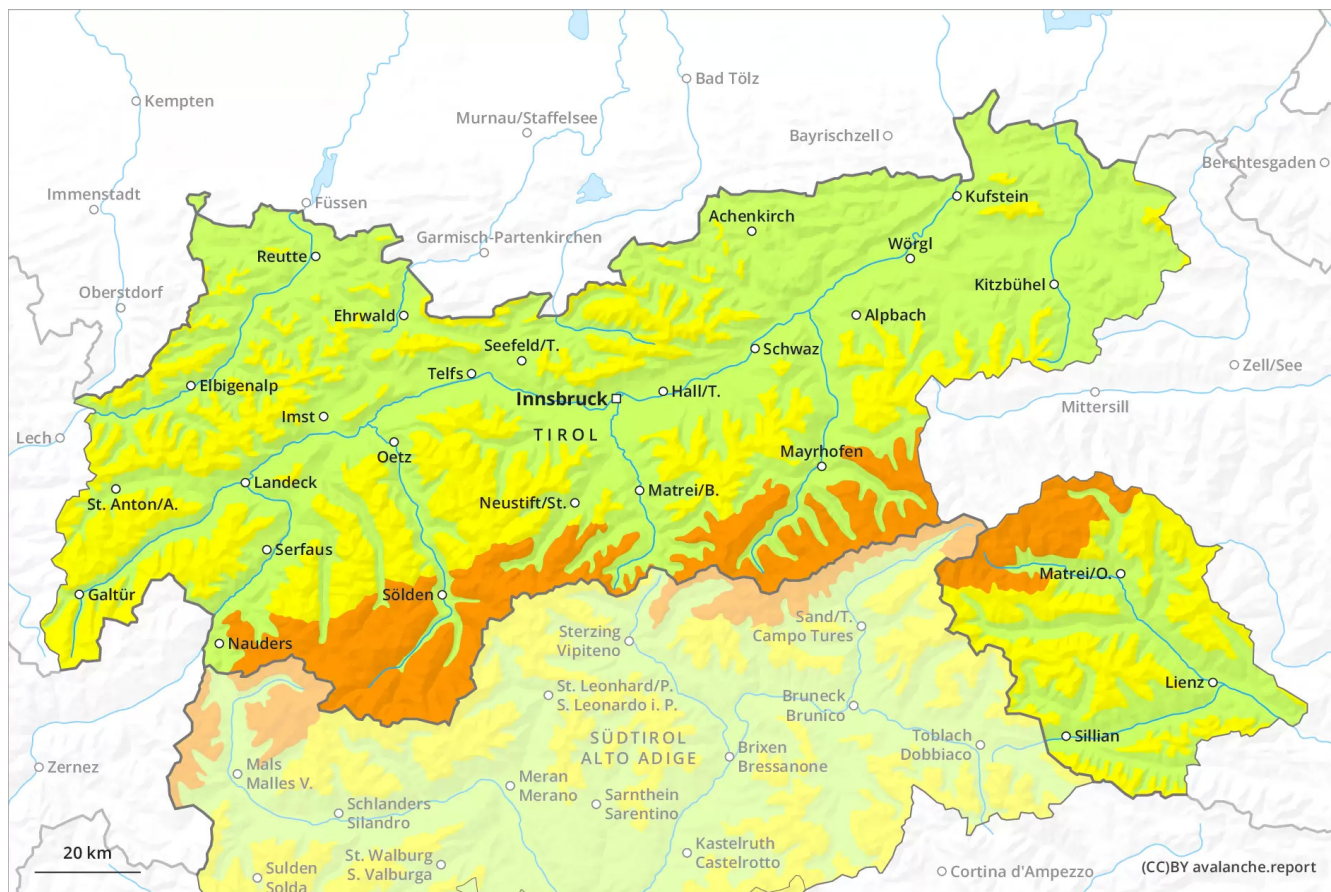 Bad Tölz
Kempten
Murnau/Staffelsee
Bayrischzell
Berchtesgaden
Immenstadt
Füssen
Kufstein
Achenkirch
Garmisch-Partenkirchen
Wörgl
Reutte
Kitzbühel
Oberstdorf
Ehrwald
Alpbach
Seefeld/T.
Schwaz
Zell/See
Telfs
Elbigenalp
Hall/T.
Innsbruck
Mittersill
Imst
Lech
TIROL
Oetz
Mayrhofen
Landeck
Matrei/B.
St. Anton/A.
Neustift/St.
Serfaus
Matrei/O.
Galtür
Sölden
Sand/T.
Campo Tures
Sterzing
Vipiteno
Nauders
Lienz
St. Leonhard/P.
S. Leonardo i. P.
Bruneck
Brunico
SÜDTIROL
ALTO ADIGE
Toblach
Dobbiaco
Sillian
Brixen
Bressanone
Zernez
Mals
Malles V.
Meran
Merano
Sarnthein
Sarentino
Schlanders
Silandro
Kastelruth
Castelrotto
20 km
St. Walburg
S. Valburga
Sulden
Solda
Cortina d'Ampezzo
(CC)BY avalanche.report